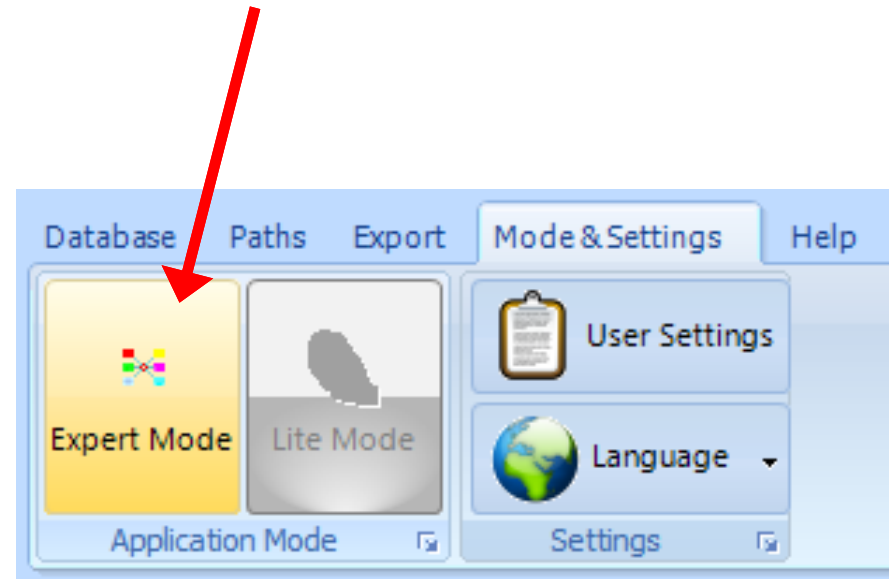 Database Paths Export Mode & Settings Help
User Settings
Expert Mode Lite Mode Language
Application Mode Settings